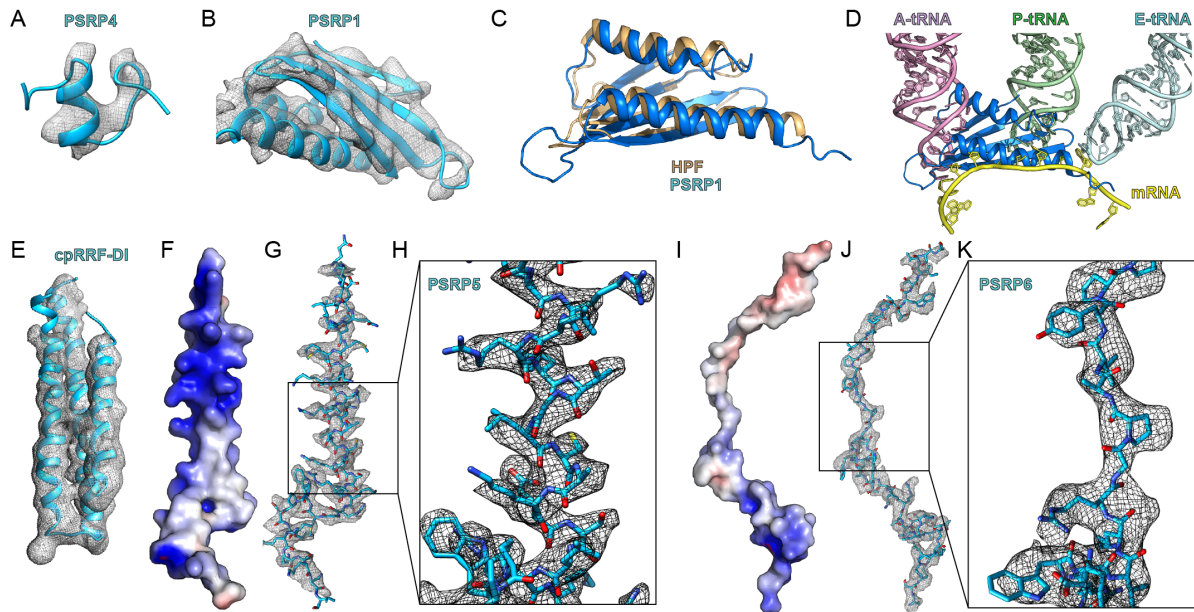 A
PSRP4
B
PSRP1
C
HPF
PSRP1
D
A-tRNA
P-tRNA
E-tRNA
mRNA
E
cpRRF-DI
F
G
H
PSRP5
I
J
K
PSRP6